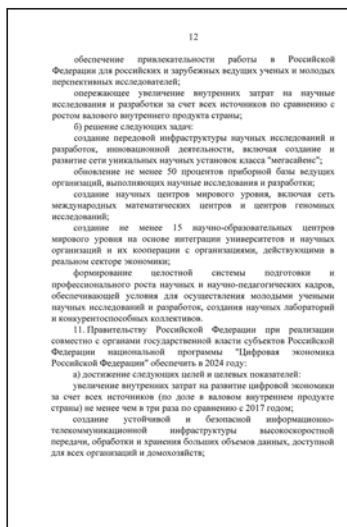 12
обеспечение привлекательности работы в Российской
Федерации для российских и зарубежных ведущих ученых и молодых
перспективных исследователей;
опережающее увеличение внутренних затрат на научные
исследования и разработки за счет всех источников по сравнению с
ростом валового внутреннего продукта страны;
б) решение следующих задач:
создание передовой инфраструктуры научных исследований и
разработок, инновационной деятельности, включая создание и
развитие сети уникальных научных установок класса "мегасайенс";
обновление не менее 50 процентов приборной базы ведущих
организаций, выполняющих научные исследования и разработки;
создание научных центров мирового уровня, включая сеть
международных математических центров и центров геномных
исследований;
создание не менее 15 научно-образовательных центров
мирового уровня на основе интеграции университетов и научных
организаций и их кооперации с организациями, действующими в
реальном секторе экономики;
формирование целостной системы подготовки и
профессионального роста научных и научно-педагогических кадров,
обеспечивающей условия для осуществления молодыми учеными
научных исследований и разработок, создания научных лабораторий
и конкурентоспособных коллективов.
11. Правительству Российской Федерации при реализации
совместно с органами государственной власти субъектов Российской
Федерации национальной программы "Цифровая экономика
Российской Федерации" обеспечить в 2024 году:
а) достижение следующих целей и целевых показателей:
увеличение внутренних затрат на развитие цифровой экономики
за счет всех источников (по доле в валовом внутреннем продукте
страны) не менее чем в три раза по сравнению с 2017 годом;
создание устойчивой и безопасной информационно-
телекоммуникационной инфраструктуры высокоскоростной
передачи, обработки и хранения больших объемов данных, доступной
для всех организаций и домохозяйств;